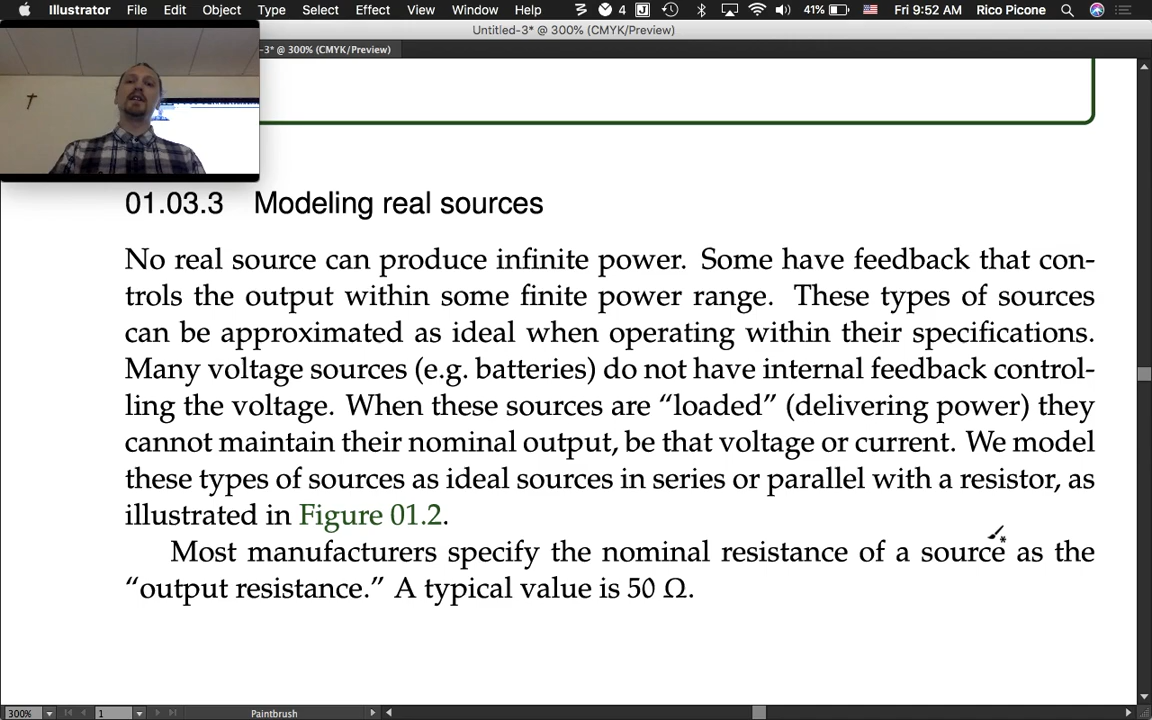 Illustrator File Edit Object Type Select Effect View Window Help 4 41% Fri 9:52 AM Rico Picone
Untitled-3* @ 300% (CMYK/Preview)
-3* @ 300% (CMYK/Preview)
01.03.3 Modeling real sources
No real source can produce infinite power. Some have feedback that con-
trols the output within some finite power range. These types of sources
can be approximated as ideal when operating within their specifications.
Many voltage sources (e.g. batteries) do not have internal feedback control-
ling the voltage. When these sources are “loaded” (delivering power) they
cannot maintain their nominal output, be that voltage or current. We model
these types of sources as ideal sources in series or parallel with a resistor, as
illustrated in Figure 01.2.
Most manufacturers specify the nominal resistance of a source as the
“output resistance.” A typical value is 50 Ω.
300% 1 Paintbrush